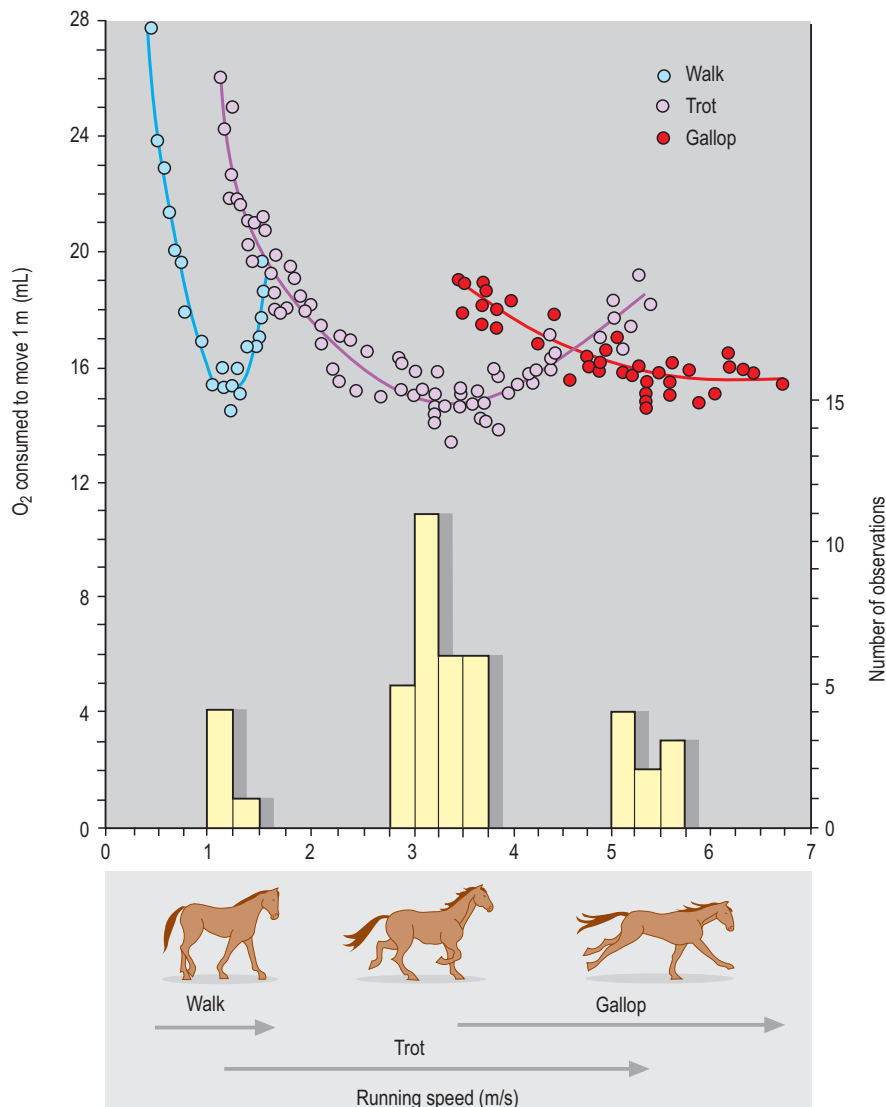 28
24
20
16
12
8
4
0
O2 consumed to move 1 m (mL)
Walk
Trot
Gallop
15
10
5
0
Number of observations
0 1 2 3 4 5 6 7
Walk
Gallop
Trot
Running speed (m/s)